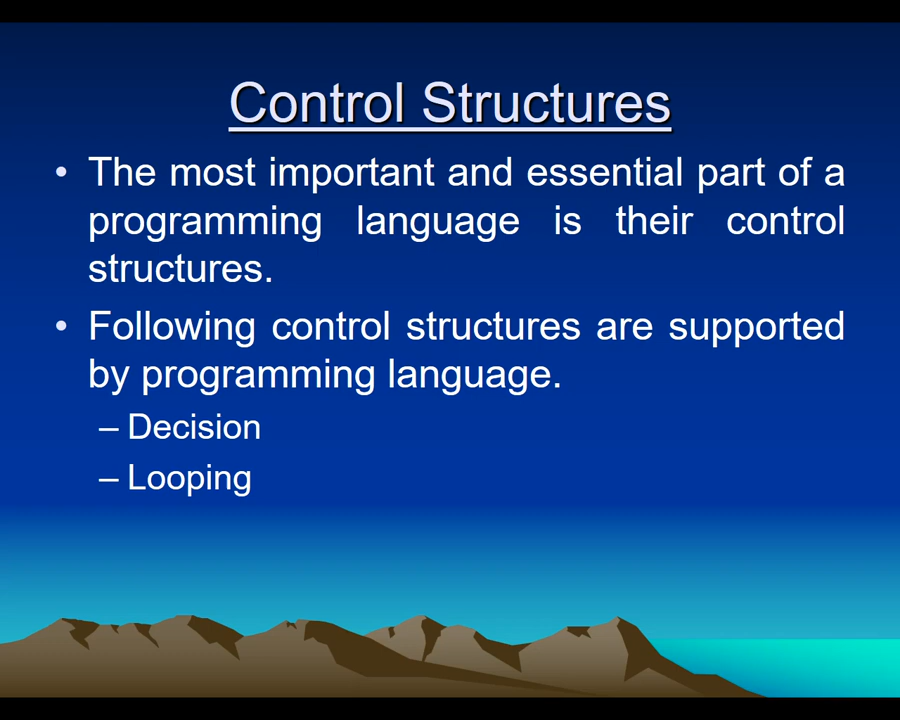 Control Structures
• The most important and essential part of a
programming language is their control
structures.
• Following control structures are supported
by programming language.
– Decision
– Looping